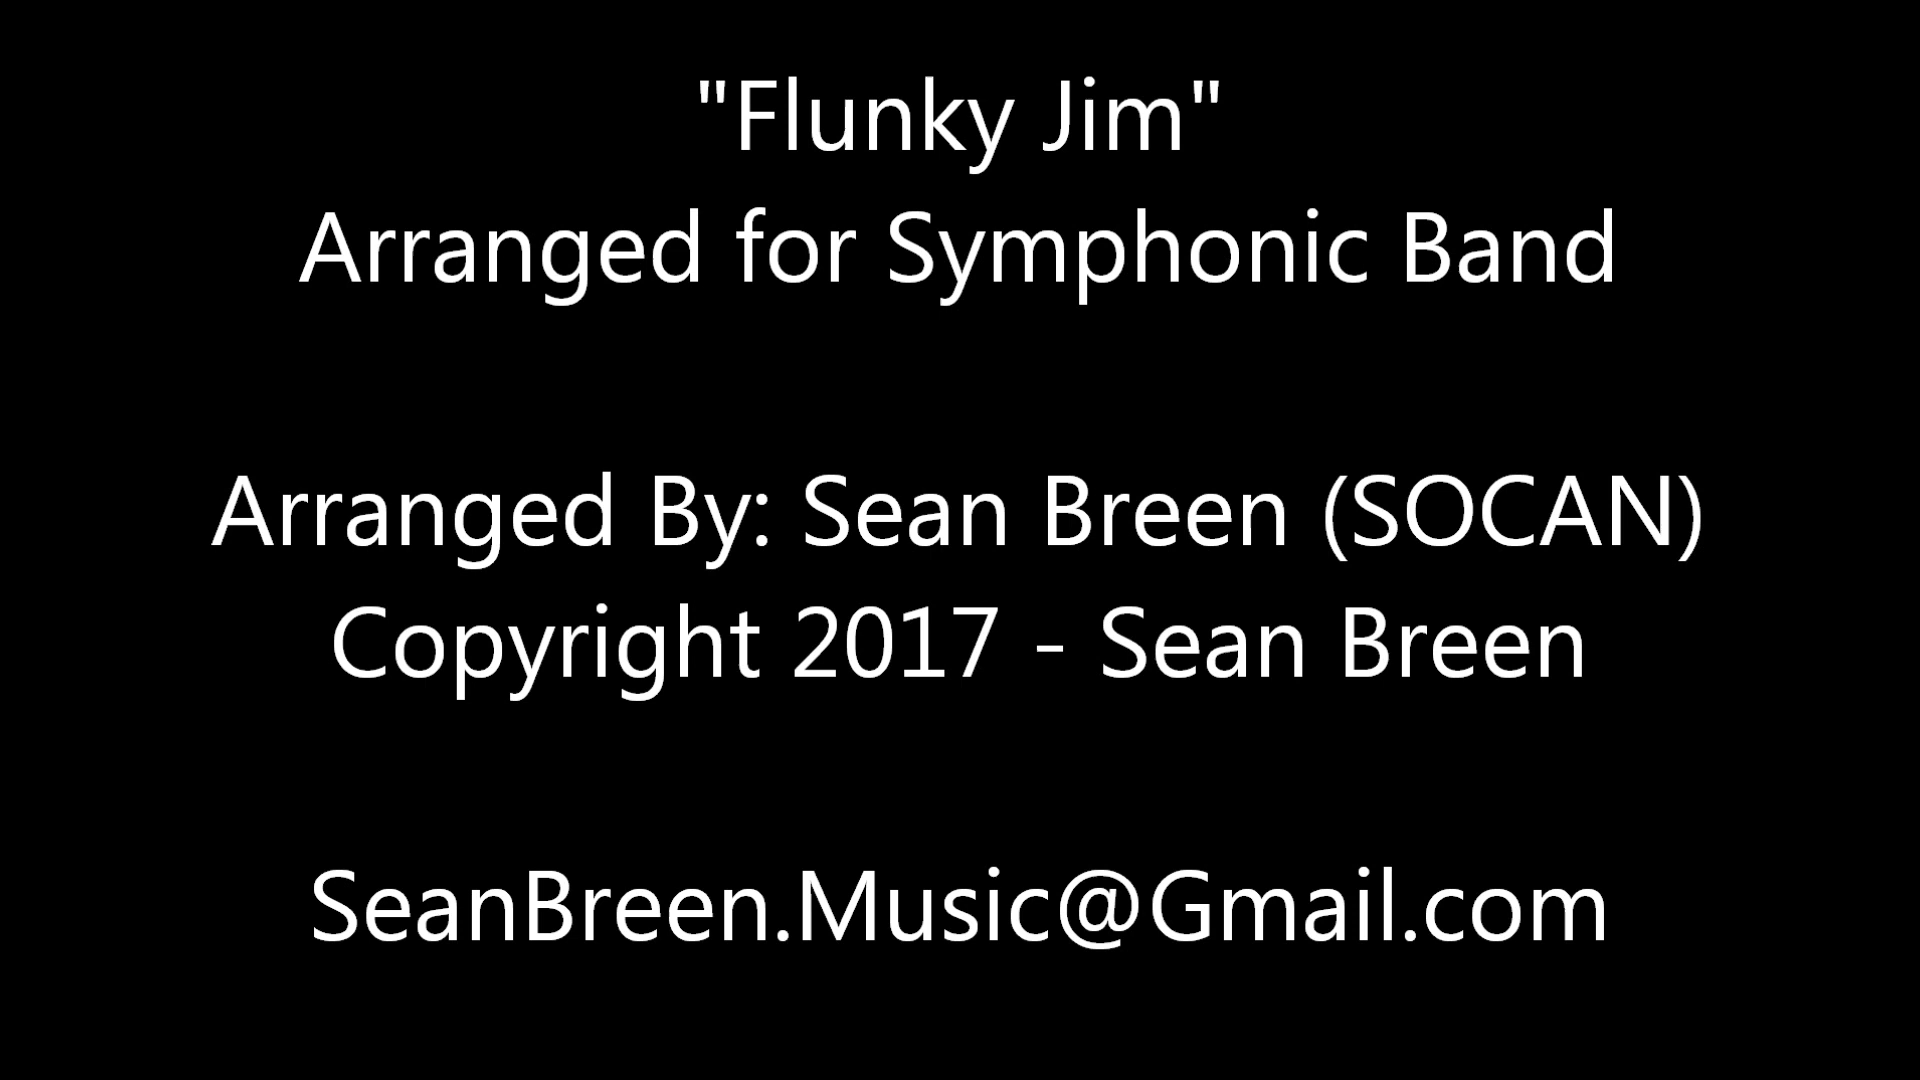 "Flunky Jim"
Arranged for Symphonic Band
Arranged By: Sean Breen (SOCAN)
Copyright 2017 - Sean Breen
SeanBreen.Music@Gmail.com